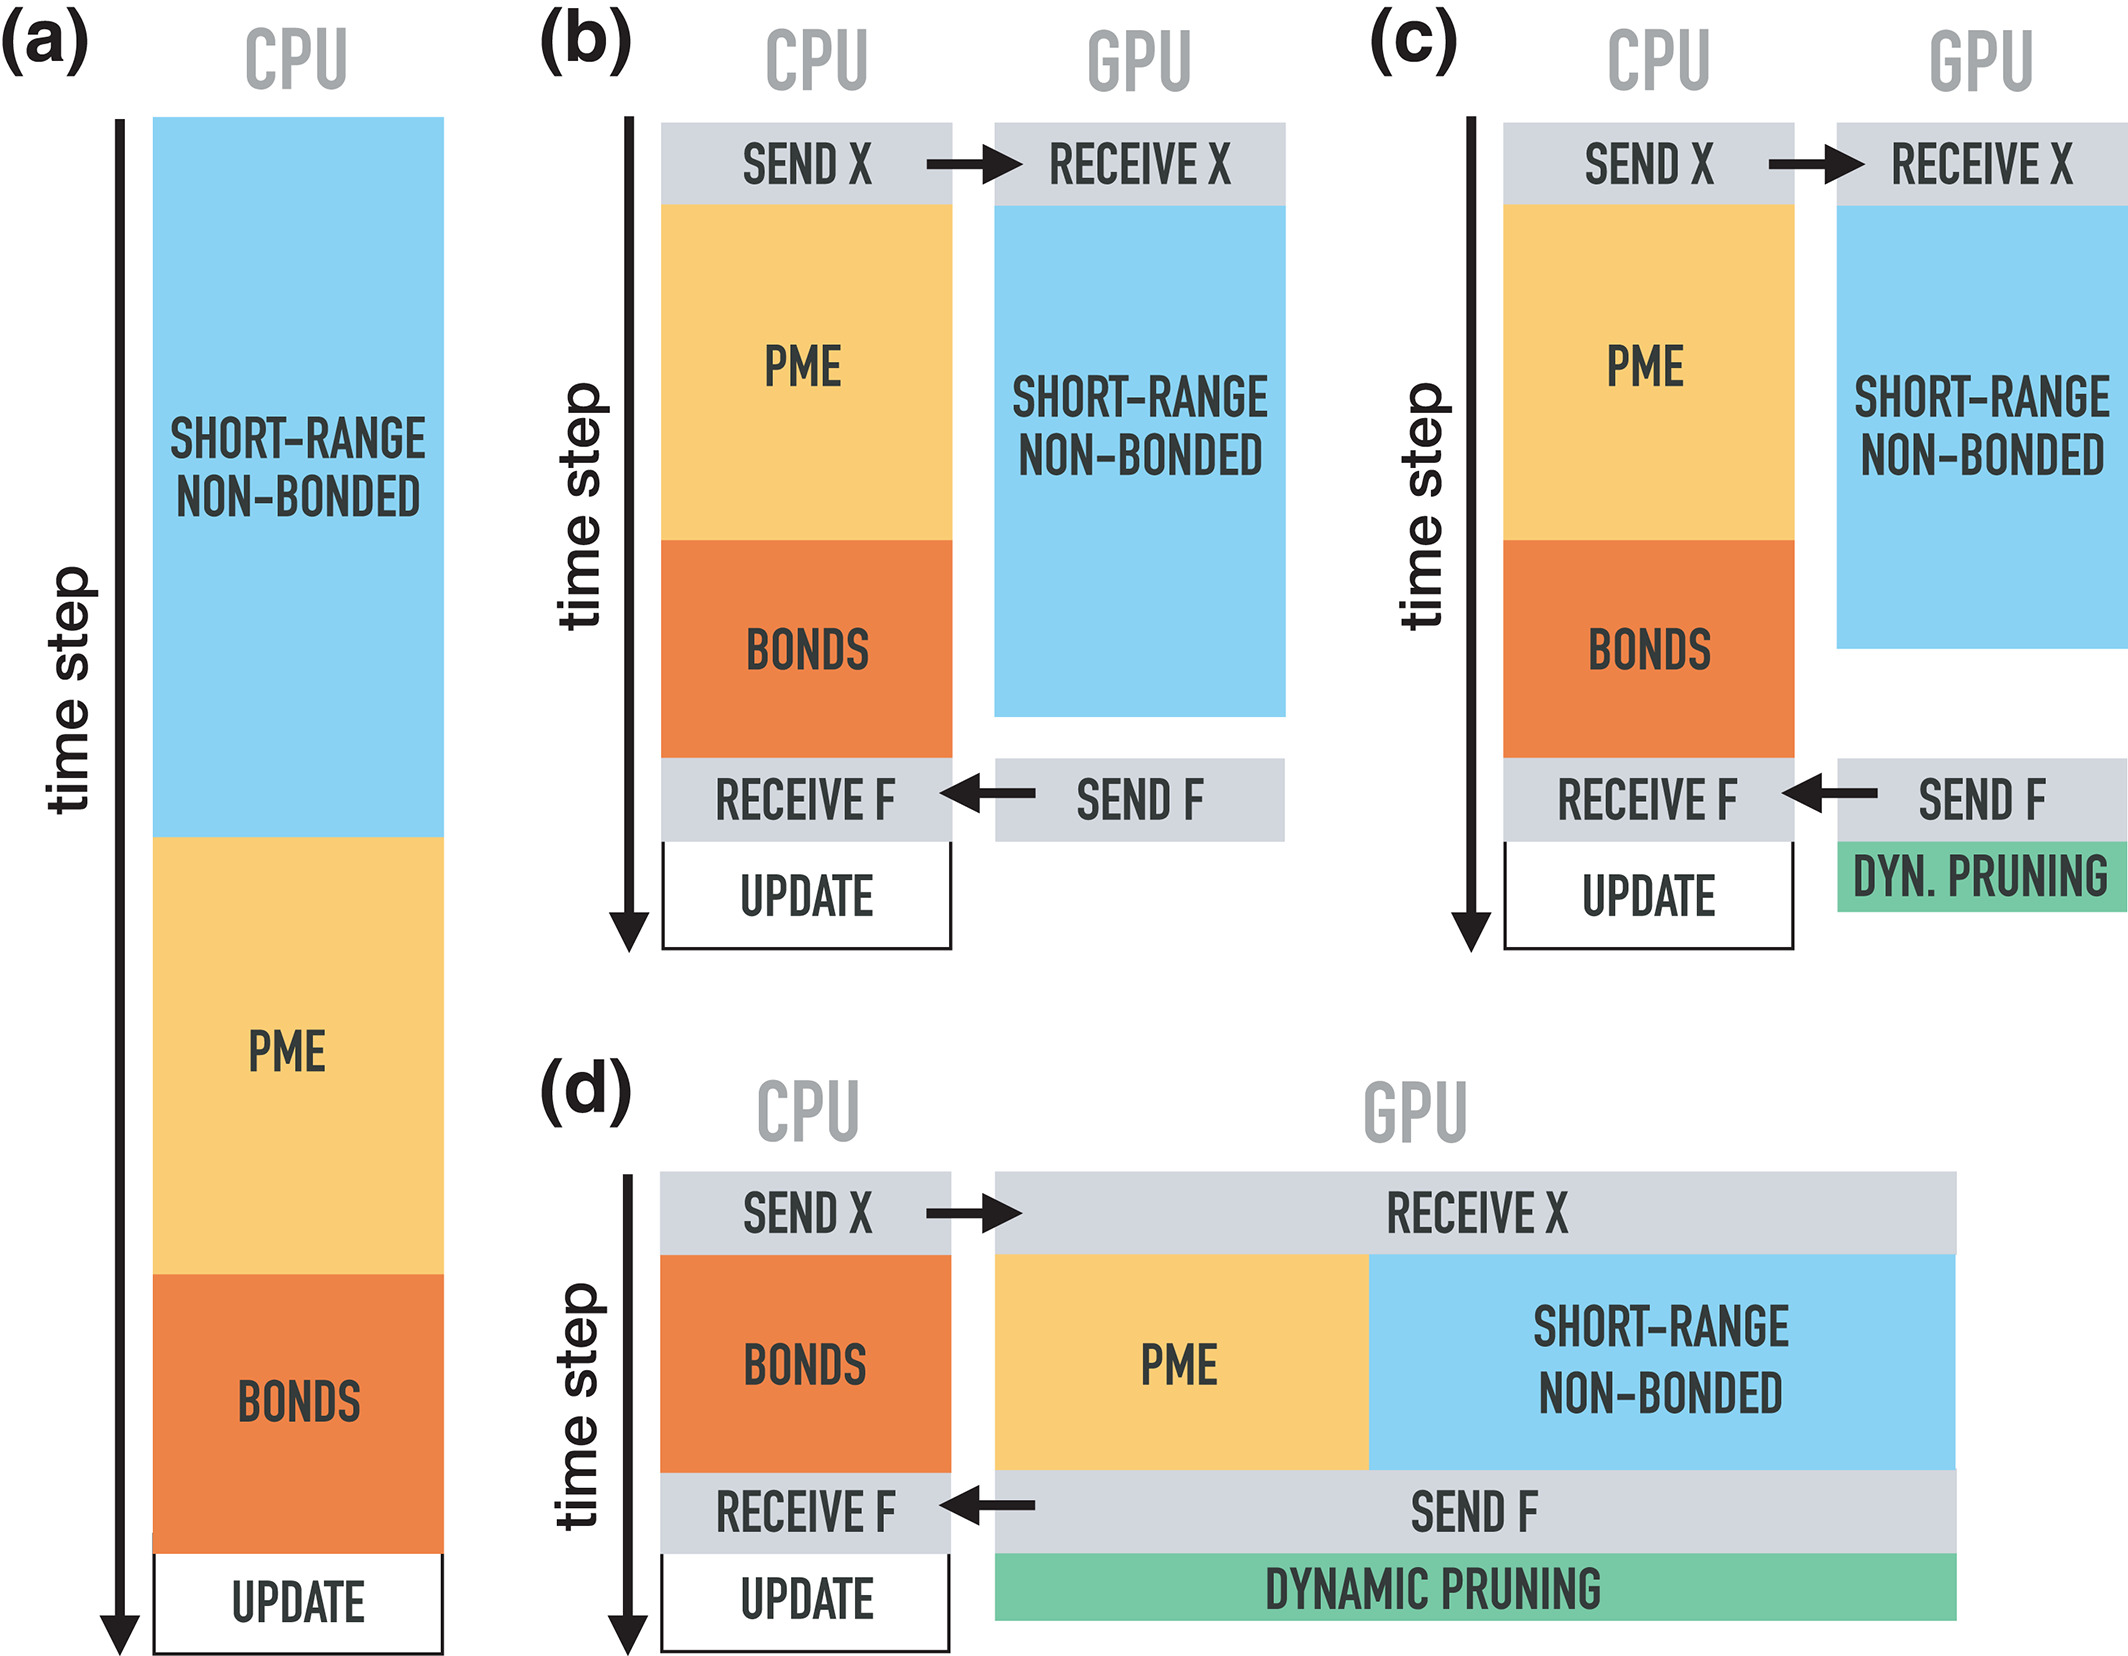 (a)
CPU
time step
SHORT-RANGE
NON-BONDED
PME
BONDS
UPDATE
(b)
CPU
GPU
time step
SEND X
RECEIVE X
PME
SHORT-RANGE
NON-BONDED
BONDS
RECEIVE F
SEND F
UPDATE
(c)
CPU
GPU
time step
SEND X
RECEIVE X
PME
SHORT-RANGE
NON-BONDED
BONDS
RECEIVE F
SEND F
UPDATE
DYN. PRUNING
(d)
CPU
GPU
time step
SEND X
RECEIVE X
BONDS
PME
SHORT-RANGE
NON-BONDED
RECEIVE F
SEND F
UPDATE
DYNAMIC PRUNING